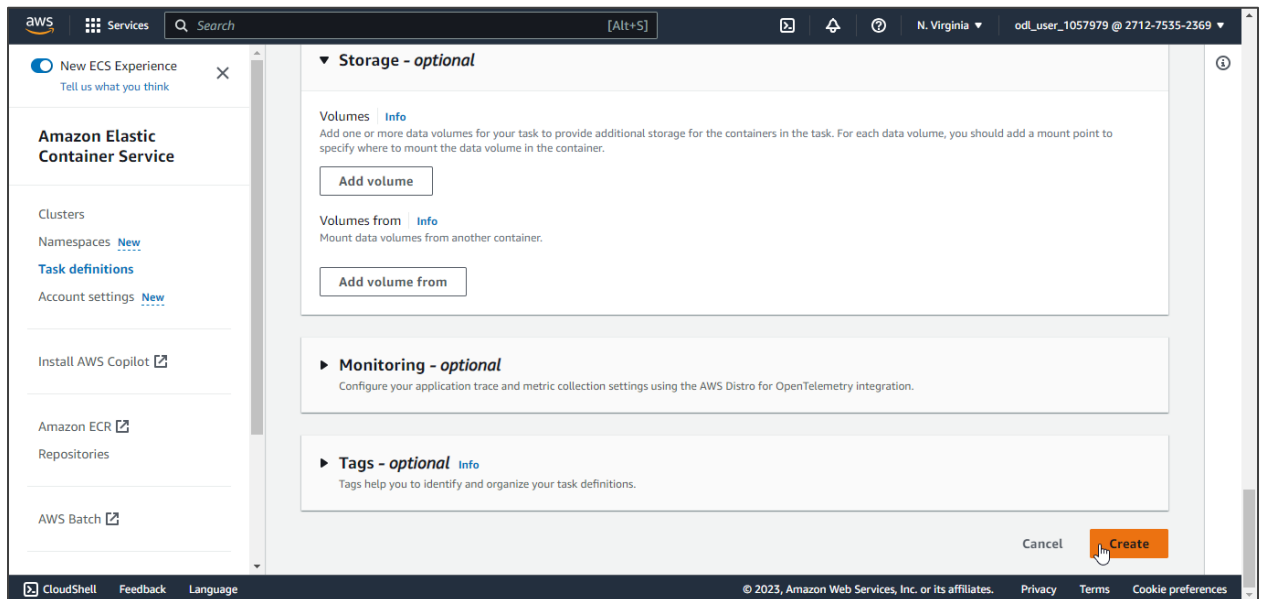 aws
Services
Search
[Alt+S]
N. Virginia
odl_user_1057979 @ 2712-7535-2369
New ECS Experience
Tell us what you think
Amazon Elastic
Container Service
Clusters
Namespaces New
Task definitions
Account settings New
Install AWS Copilot
Amazon ECR
Repositories
AWS Batch
Storage - optional
Volumes Info
Add one or more data volumes for your task to provide additional storage for the containers in the task. For each data volume, you should add a mount point to
specify where to mount the data volume in the container.
Add volume
Volumes from Info
Mount data volumes from another container.
Add volume from
Monitoring - optional
Configure your application trace and metric collection settings using the AWS Distro for OpenTelemetry integration.
Tags - optional Info
Tags help you to identify and organize your task definitions.
Cancel
Create
CloudShell
Feedback
Language
© 2023, Amazon Web Services, Inc. or its affiliates.
Privacy
Terms
Cookie preferences